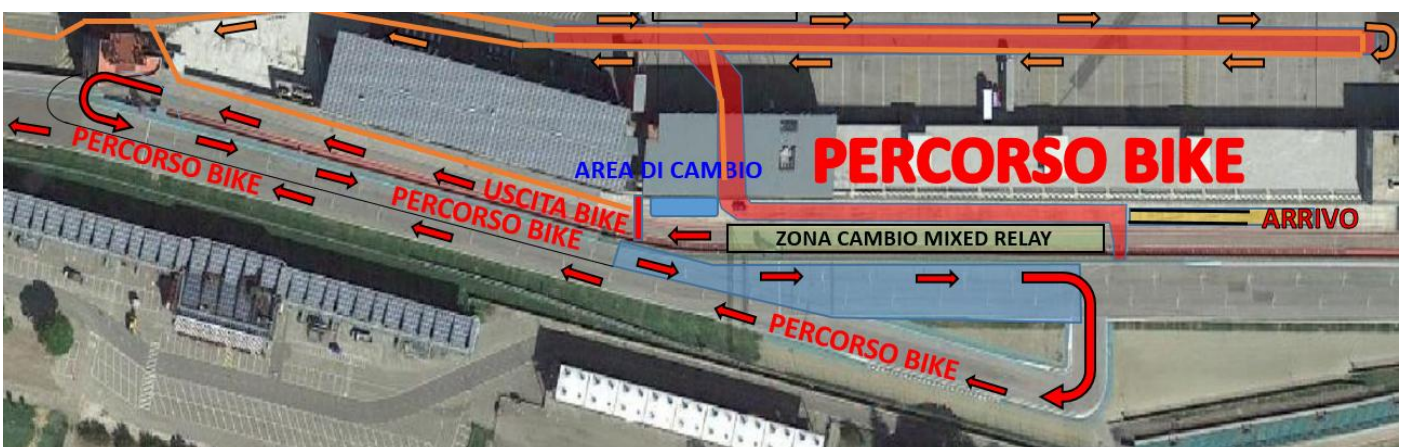 PERCORSO BIKE
AREA DI CAMBIO
PERCORSO BIKE
USCITA BIKE
PERCORSO BIKE
ARRIVO
ZONA CAMBIO MIXED RELAY
PERCORSO BIKE